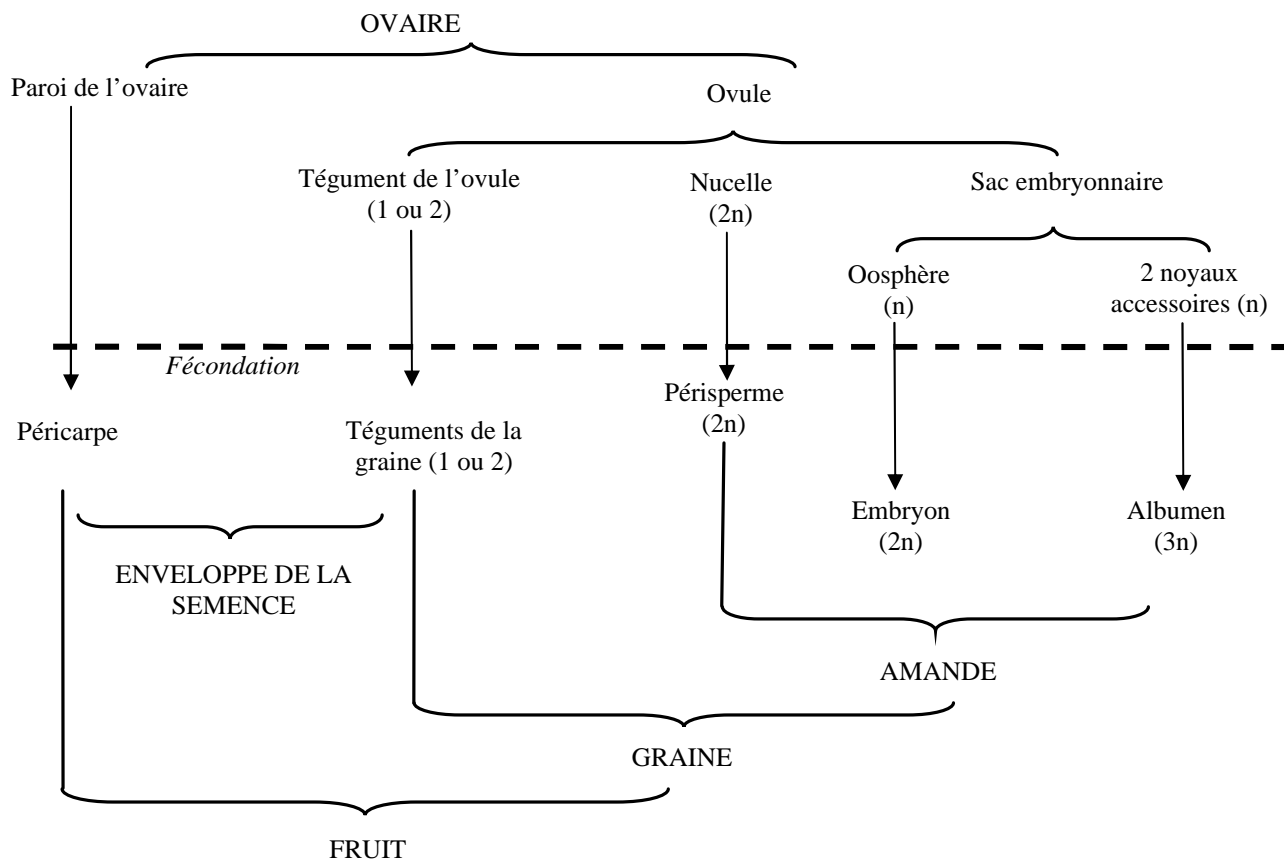 OVAIRE
Paroi de l’ovaire
Ovule
Tégument de l’ovule
(1 ou 2)
Nucelle
(2n)
Sac embryonnaire
Oosphère
(n)
2 noyaux
accessoires (n)
Fécondation
Péricarpe
Téguments de la
graine (1 ou 2)
Périsperme
(2n)
Embryon
(2n)
Albumen
(3n)
ENVELOPPE DE LA
SEMENCE
AMANDE
GRAINE
FRUIT